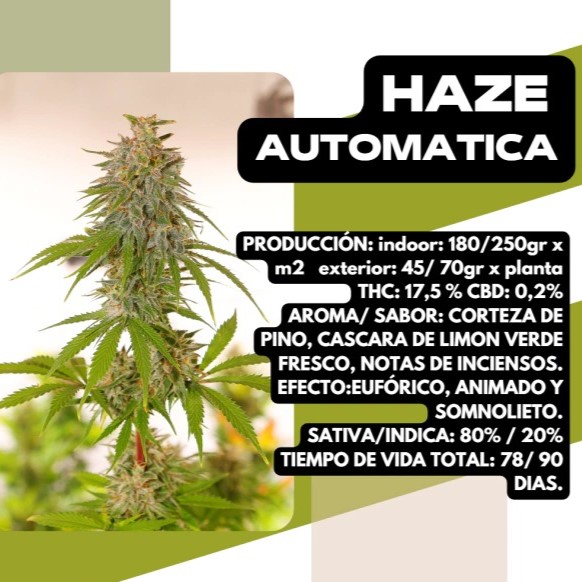 HAZE
AUTOMATICA
PRODUCCIÓN: indoor: 180/250gr x
m2 exterior: 45/ 70gr x planta
THC: 17,5 % CBD: 0,2%
AROMA/ SABOR: CORTEZA DE
PINO, CASCARA DE LIMON VERDE
FRESCO, NOTAS DE INCIENSOS.
EFECTO:EUFÓRICO, ANIMADO Y
SOMNOLIETO.
SATIVA/INDICA: 80% / 20%
TIEMPO DE VIDA TOTAL: 78/ 90
DIAS.